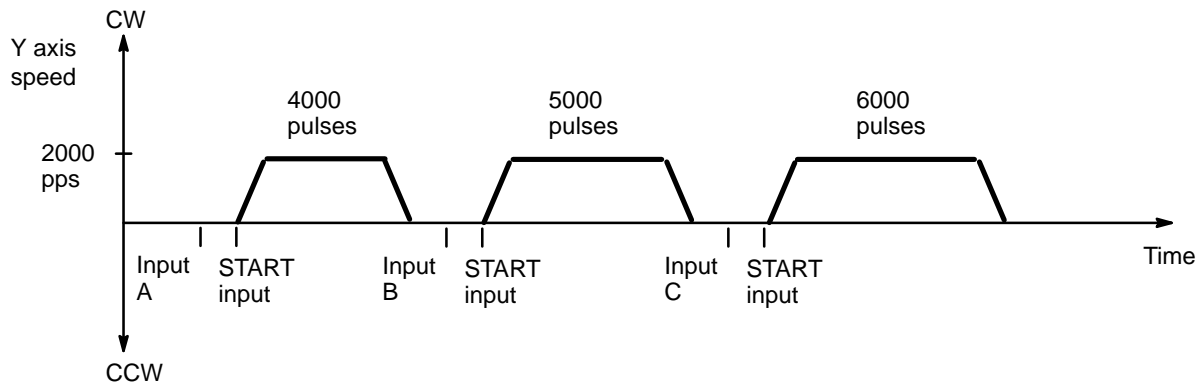 CW
Y axis
speed
4000
pulses
5000
pulses
6000
pulses
2000
pps
Input
A
START
input
Input
B
START
input
Input
C
START
input
Time
CCW